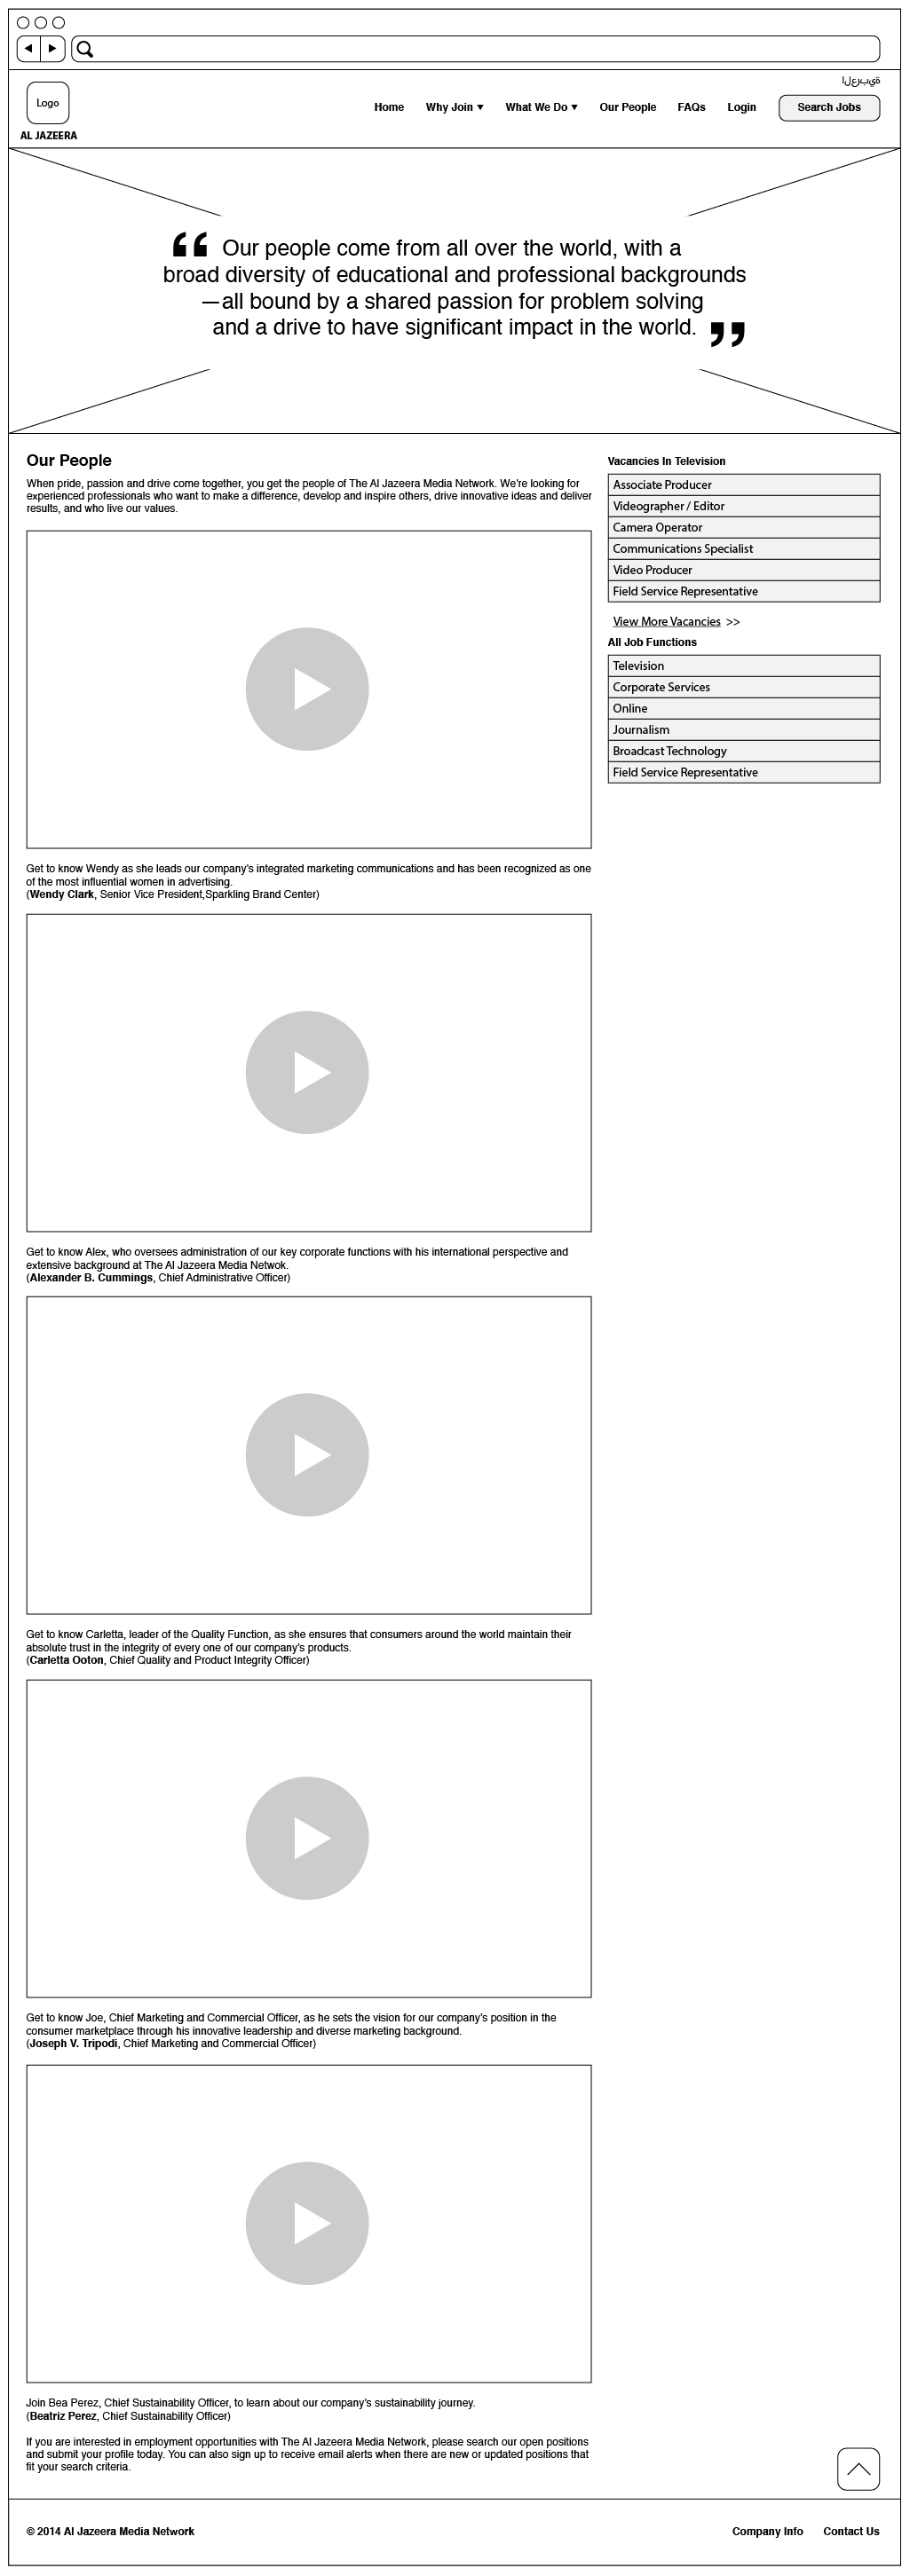 العربية
Logo
AL JAZEERA
Home Why Join ▼ What We Do ▼ Our People FAQs Login Search Jobs
“ Our people come from all over the world, with a
broad diversity of educational and professional backgrounds
—all bound by a shared passion for problem solving
and a drive to have significant impact in the world. ”
Our People
When pride, passion and drive come together, you get the people of The Al Jazeera Media Network. We're looking for
experienced professionals who want to make a difference, develop and inspire others, drive innovative ideas and deliver
results, and who live our values.
Get to know Wendy as she leads our company's integrated marketing communications and has been recognized as one
of the most influential women in advertising.
(Wendy Clark, Senior Vice President,Sparkling Brand Center)
Get to know Alex, who oversees administration of our key corporate functions with his international perspective and
extensive background at The Al Jazeera Media Netwok.
(Alexander B. Cummings, Chief Administrative Officer)
Get to know Carletta, leader of the Quality Function, as she ensures that consumers around the world maintain their
absolute trust in the integrity of every one of our company's products.
(Carletta Ooton, Chief Quality and Product Integrity Officer)
Get to know Joe, Chief Marketing and Commercial Officer, as he sets the vision for our company's position in the
consumer marketplace through his innovative leadership and diverse marketing background.
(Joseph V. Tripodi, Chief Marketing and Commercial Officer)
Join Bea Perez, Chief Sustainability Officer, to learn about our company's sustainability journey.
(Beatriz Perez, Chief Sustainability Officer)
If you are interested in employment opportunities with The Al Jazeera Media Network, please search our open positions
and submit your profile today. You can also sign up to receive email alerts when there are new or updated positions that
fit your search criteria.
Vacancies In Television
Associate Producer
Videographer / Editor
Camera Operator
Communications Specialist
Video Producer
Field Service Representative
View More Vacancies >>
All Job Functions
Television
Corporate Services
Online
Journalism
Broadcast Technology
Field Service Representative
© 2014 Al Jazeera Media Network
Company Info Contact Us